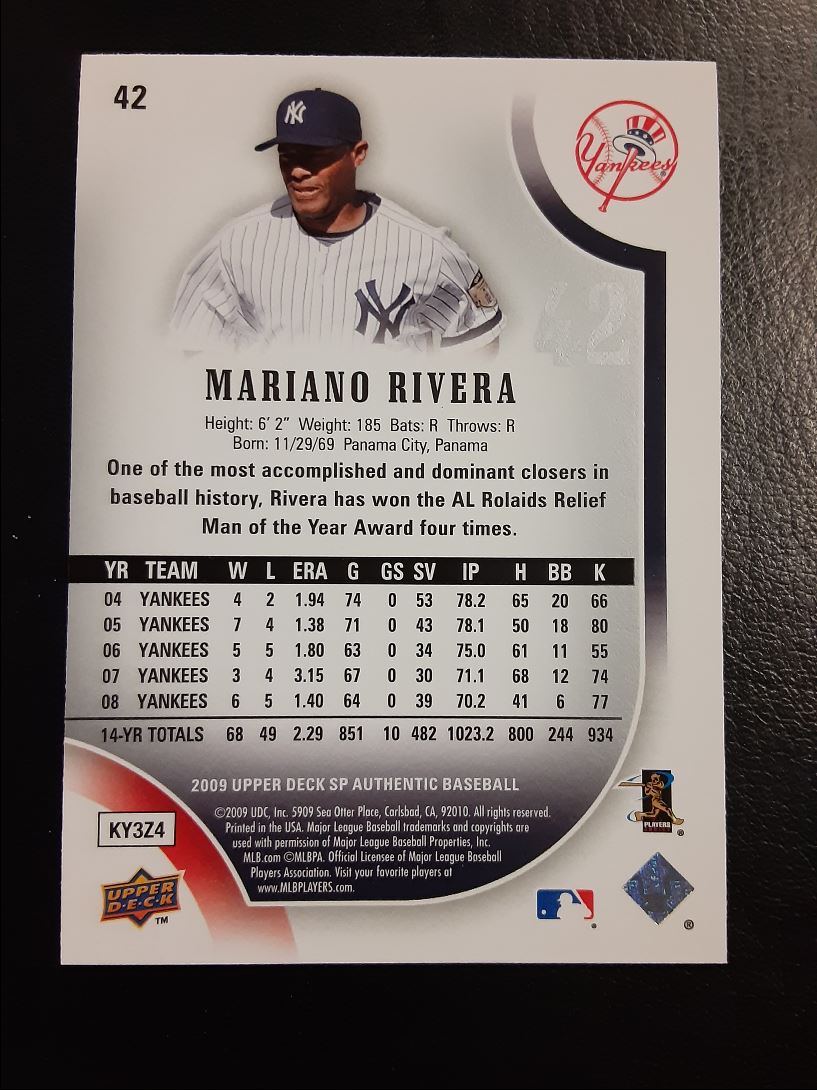 42
NY
Yankees
NY
42
MARIANO RIVERA
Height: 6' 2" Weight: 185 Bats: R Throws: R
Born: 11/29/69 Panama City, Panama
One of the most accomplished and dominant closers in
baseball history, Rivera has won the AL Rolaids Relief
Man of the Year Award four times.
YR TEAM W L ERA G GS SV IP H BB K
04 YANKEES 4 2 1.94 74 0 53 78.2 65 20 66
05 YANKEES 7 4 1.38 71 0 43 78.1 50 18 80
06 YANKEES 5 5 1.80 63 0 34 75.0 61 11 55
07 YANKEES 3 4 3.15 67 0 30 71.1 68 12 74
08 YANKEES 6 5 1.40 64 0 39 70.2 41 6 77
14-YR TOTALS 68 49 2.29 851 10 482 1023.2 800 244 934
2009 UPPER DECK SP AUTHENTIC BASEBALL
©2009 UDC, Inc. 5909 Sea Otter Place, Carlsbad, CA, 92010. All rights reserved.
Printed in the USA. Major League Baseball trademarks and copyrights are
used with permission of Major League Baseball Properties, Inc.
MLB.com ©MLBPA. Official Licensee of Major League Baseball
Players Association. Visit your favorite players at
www.MLBPLAYERS.com.
KY3Z4
UPPER
D·E·C·K
TM
PLAYERS
CHOICE
®
®
®